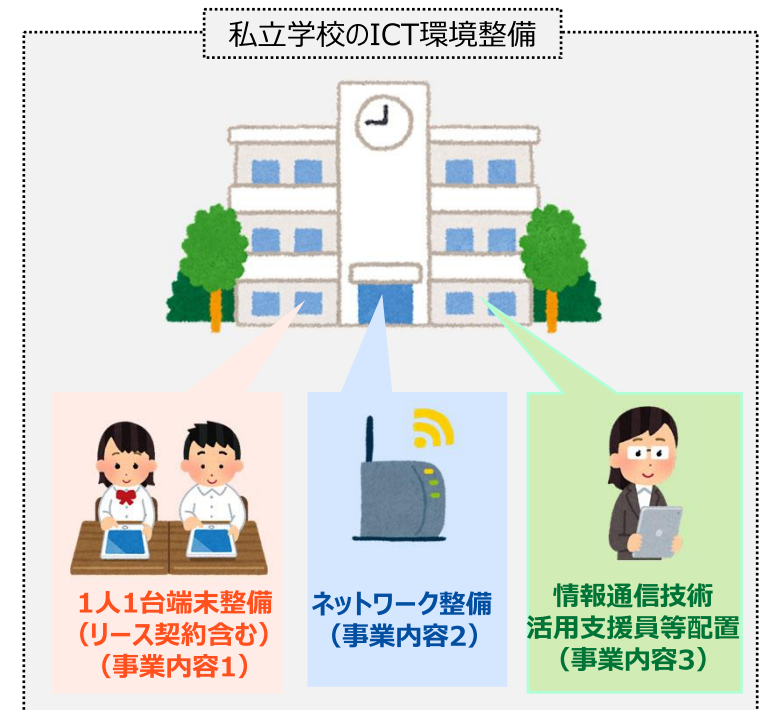 私立学校のICT環境整備
1人1台端末整備
（リース契約含む）
（事業内容1）
ネットワーク整備
（事業内容2）
情報通信技術
活用支援員等配置
（事業内容3）